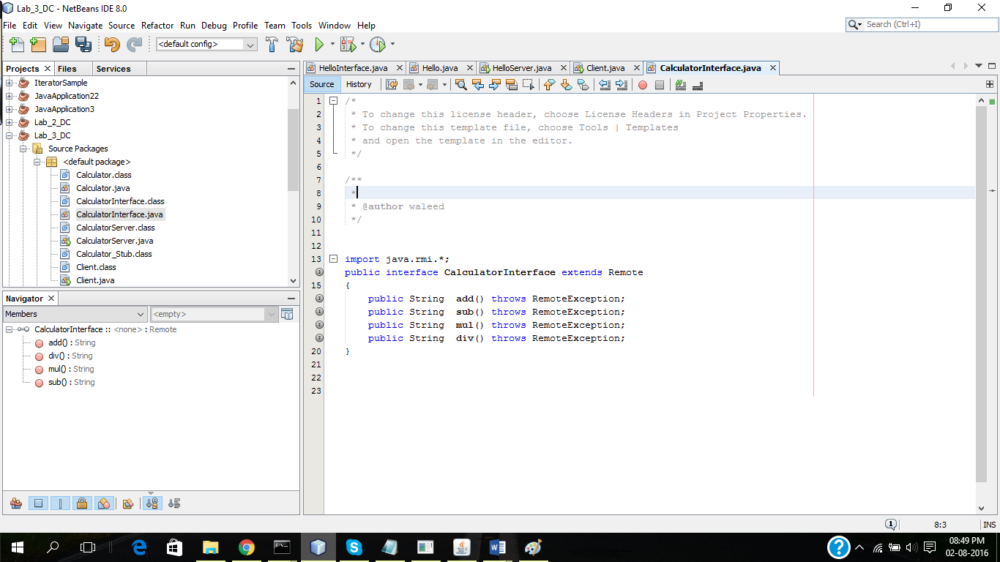 Lab_3_DC - NetBeans IDE 8.0
File Edit View Navigate Source Refactor Run Debug Profile Team Tools Window Help
Search (Ctrl+I)
<default config>
Projects Files Services
IteratorSample
JavaApplication22
JavaApplication3
Lab_2_DC
Lab_3_DC
Source Packages
<default package>
Calculator.class
Calculator.java
CalculatorInterface.class
CalculatorInterface.java
CalculatorServer.class
CalculatorServer.java
Calculator_Stub.class
Client.class
Client.java
Navigator
Members
<empty>
CalculatorInterface :: <none> : Remote
add() : String
div() : String
mul() : String
sub() : String
HelloInterface.java Hello.java HelloServer.java Client.java CalculatorInterface.java
Source History
1 /*
2 * To change this license header, choose License Headers in Project Properties.
3 * To change this template file, choose Tools | Templates
4 * and open the template in the editor.
5 */
6
7 /**
8 *
9 * @author waleed
10 */
11
12
13 import java.rmi.*;
public interface CalculatorInterface extends Remote
15 {
public String  add() throws RemoteException;
public String  sub() throws RemoteException;
public String  mul() throws RemoteException;
public String  div() throws RemoteException;
20 }
21
22
23
1
8:3
INS
08:49 PM
02-08-2016